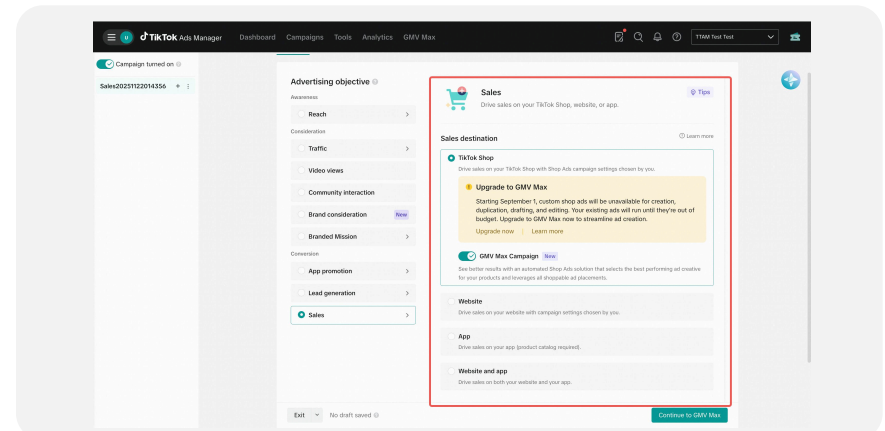 TikTok Ads Manager
Dashboard
Campaigns
Tools
Analytics
GMV Max
TTAM Test Test
Campaign turned on
Sales20251122014356
Advertising objective
Awareness
Reach
Consideration
Traffic
Video views
Community interaction
Brand consideration New
Branded Mission
Conversion
App promotion
Lead generation
Sales
Sales
Tips
Drive sales on your TikTok Shop, website, or app.
Sales destination
Learn more
TikTok Shop
Drive sales on your TikTok Shop with Shop Ads campaign settings chosen by you.
Upgrade to GMV Max
Starting September 1, custom shop ads will be unavailable for creation,
duplication, drafting, and editing. Your existing ads will run until they're out of
budget. Upgrade to GMV Max now to streamline ad creation.
Upgrade now | Learn more
GMV Max Campaign New
See better results with an automated Shop Ads solution that selects the best performing ad creative
for your products and leverages all shoppable ad placements.
Website
Drive sales on your website with campaign settings chosen by you.
App
Drive sales on your app (product catalog required).
Website and app
Drive sales on both your website and your app.
Exit
No draft saved
Continue to GMV Max